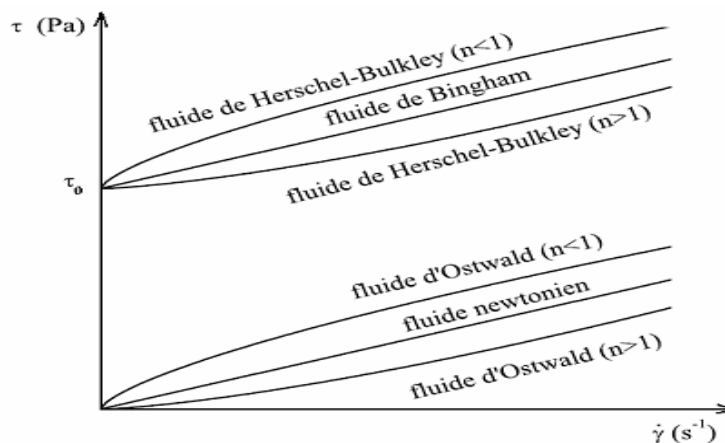 τ (Pa)
fluide de Herschel-Bulkley (n<1)
fluide de Bingham
fluide de Herschel-Bulkley (n>1)
τ₀
fluide d'Ostwald (n<1)
fluide newtonien
fluide d'Ostwald (n>1)
γ̇ (s⁻¹)